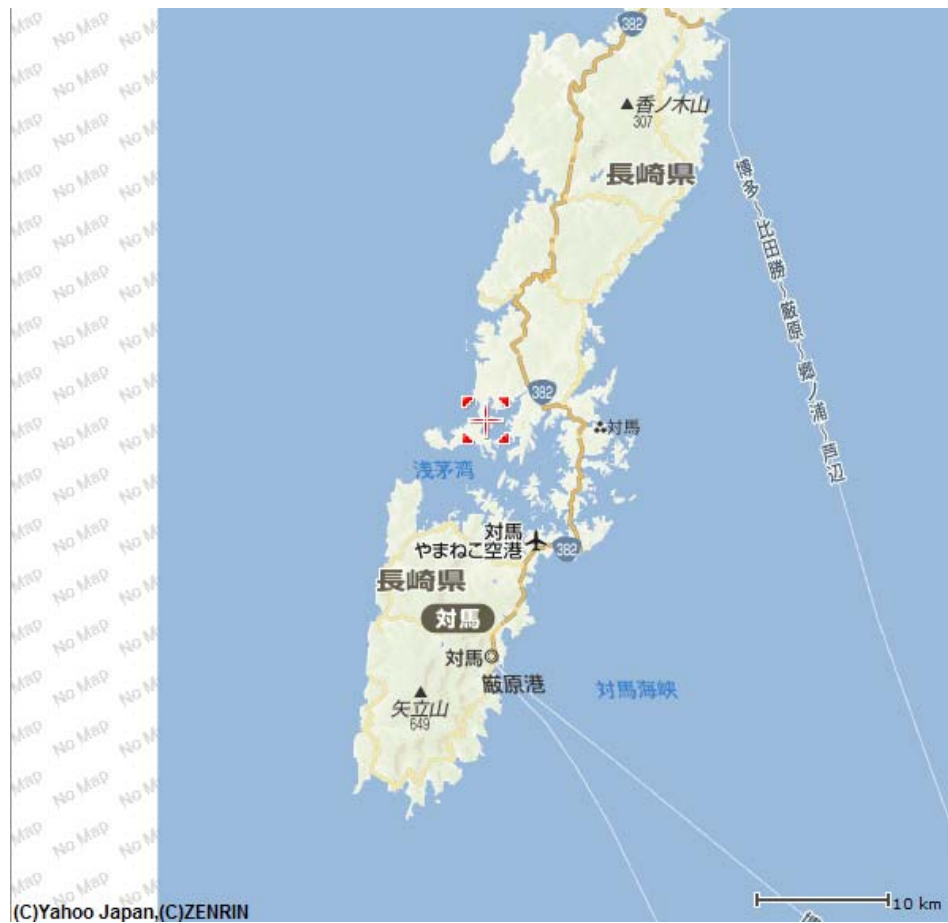 382
香ノ木山
307
長崎県
博多~比田勝~厳原~郷ノ浦~芦辺
382
対馬
浅茅湾
対馬
やまねこ空港
382
長崎県
対馬
対馬
厳原港
対馬海峡
矢立山
649
No Map
10 km
(C)Yahoo Japan,(C)ZENRIN